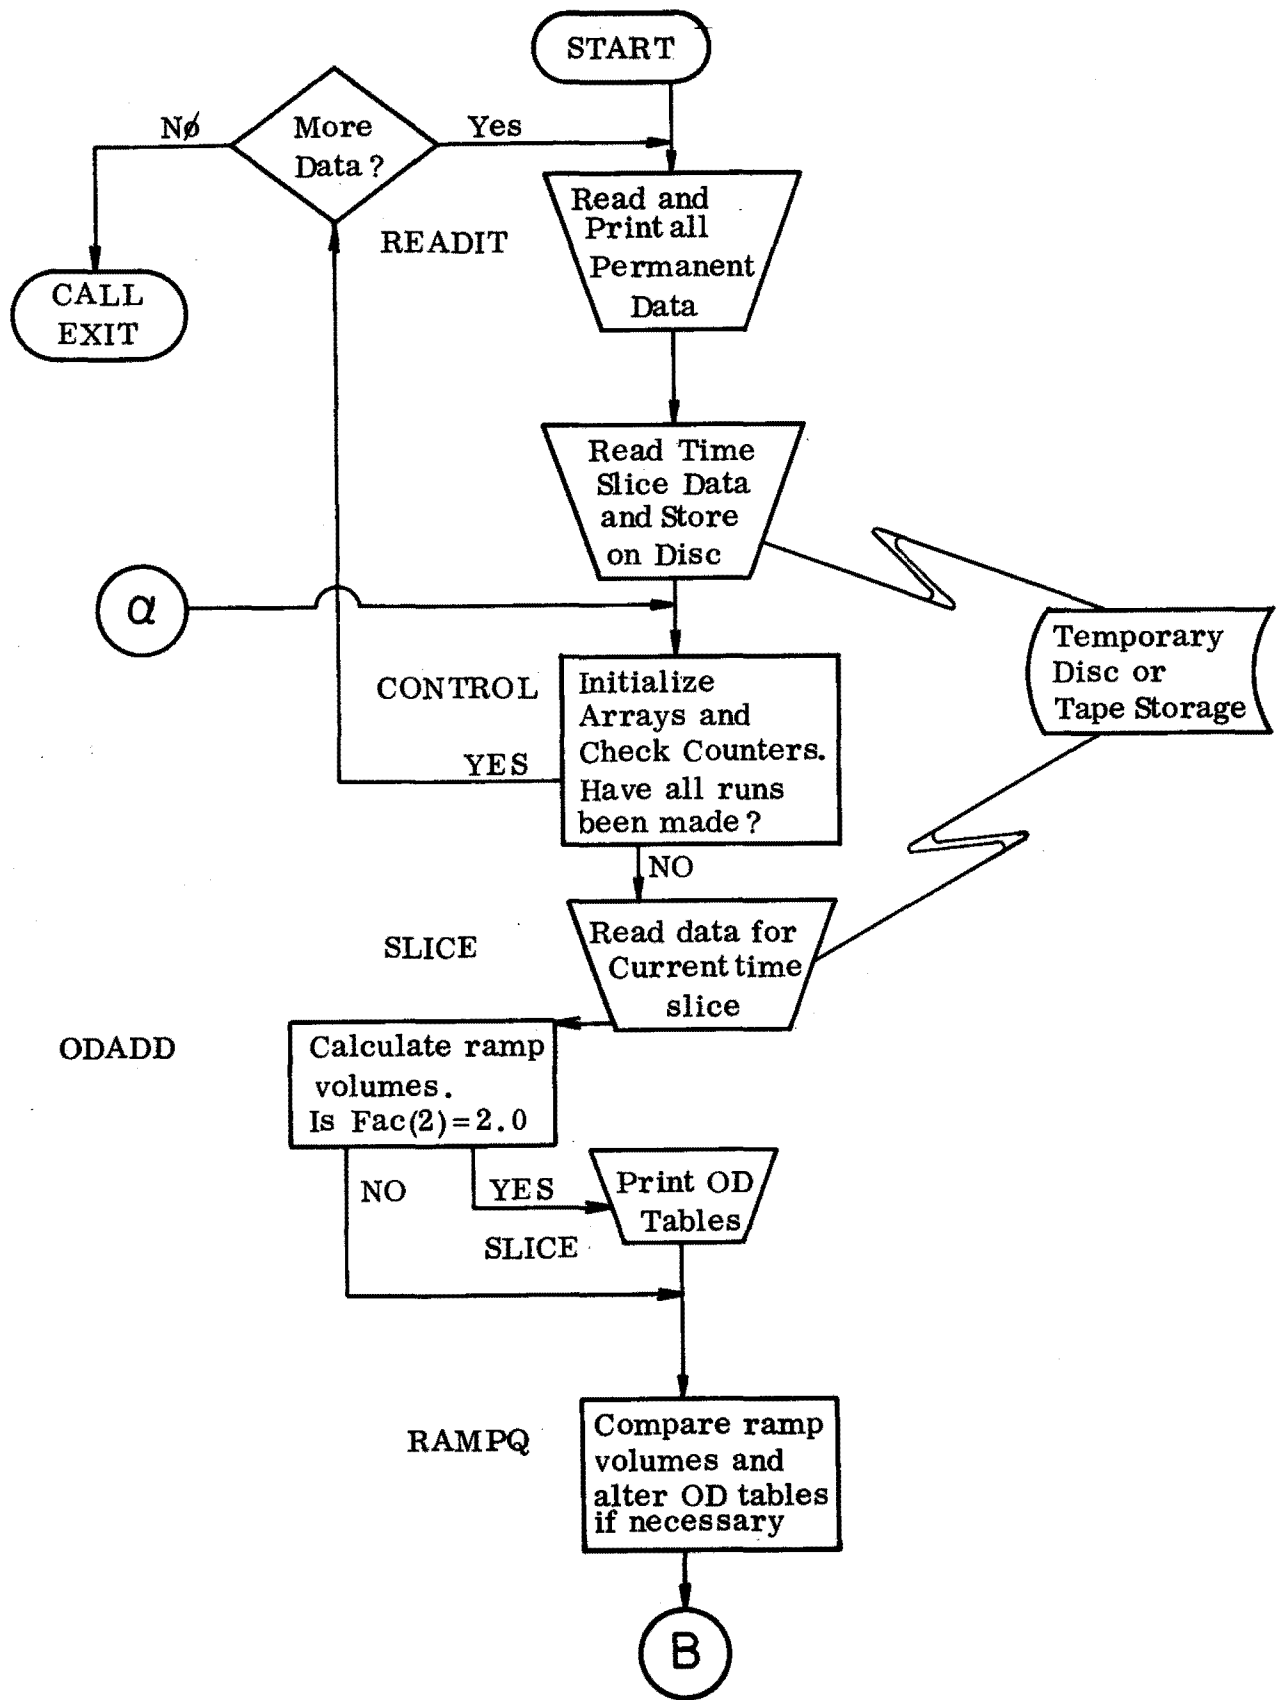 START
NØ
More
Data?
Yes
READIT
Read and
Print all
Permanent
Data
CALL
EXIT
Read Time
Slice Data
and Store
on Disc
α
Temporary
Disc or
Tape Storage
CONTROL
Initialize
Arrays and
Check Counters.
Have all runs
been made?
YES
NO
SLICE
Read data for
Current time
slice
ODADD
Calculate ramp
volumes.
Is Fac(2)=2.0
NO
YES
Print OD
Tables
SLICE
RAMPQ
Compare ramp
volumes and
alter OD tables
if necessary
B